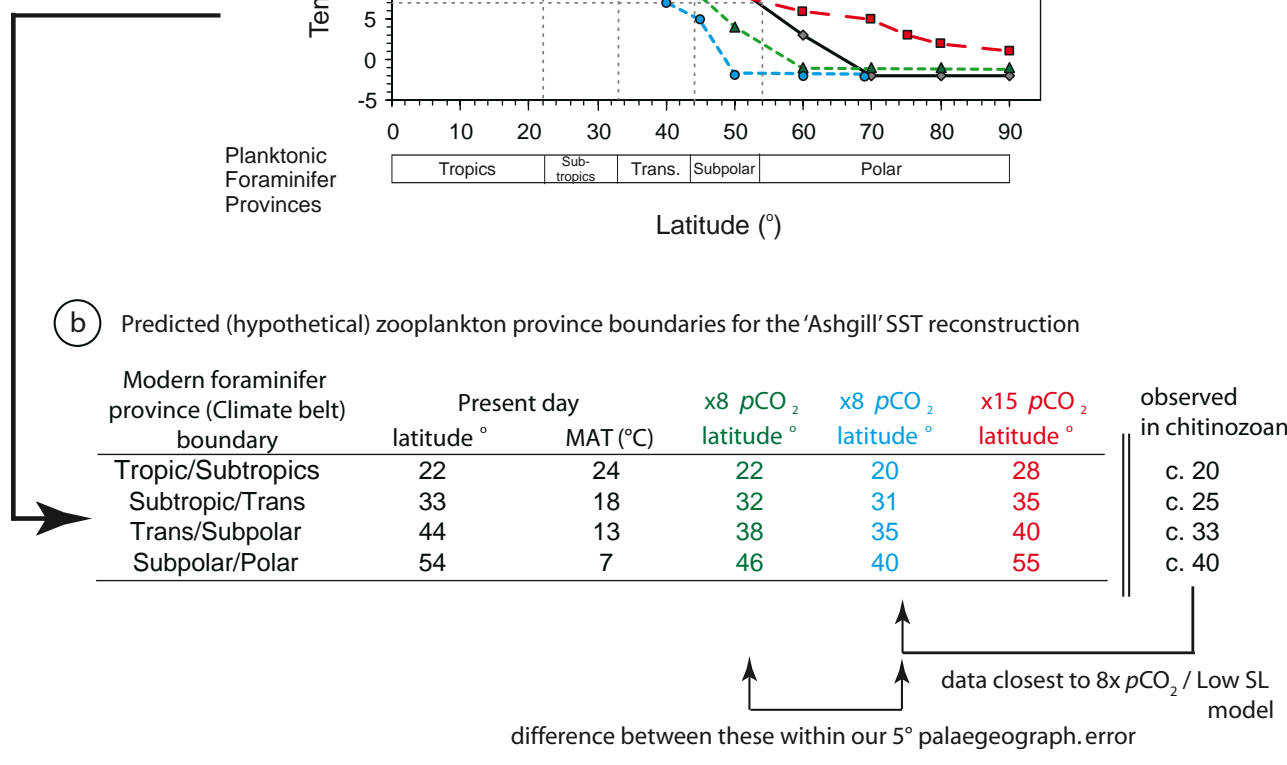 Ten
5
0
-5
0 10 20 30 40 50 60 70 80 90
Planktonic
Foraminifer
Provinces
Tropics Sub-
tropics Trans. Subpolar Polar
Latitude (°)
b Predicted (hypothetical) zooplankton province boundaries for the 'Ashgill' SST reconstruction
Modern foraminifer
province (Climate belt)
boundary
Present day
latitude ° MAT (°C)
x8 pCO2
latitude °
x8 pCO2
latitude °
x15 pCO2
latitude °
observed
in chitinozoan
Tropic/Subtropics 22 24 22 20 28 c. 20
Subtropic/Trans 33 18 32 31 35 c. 25
Trans/Subpolar 44 13 38 35 40 c. 33
Subpolar/Polar 54 7 46 40 55 c. 40
data closest to 8x pCO2 / Low SL
model
difference between these within our 5° palaegeograph. error